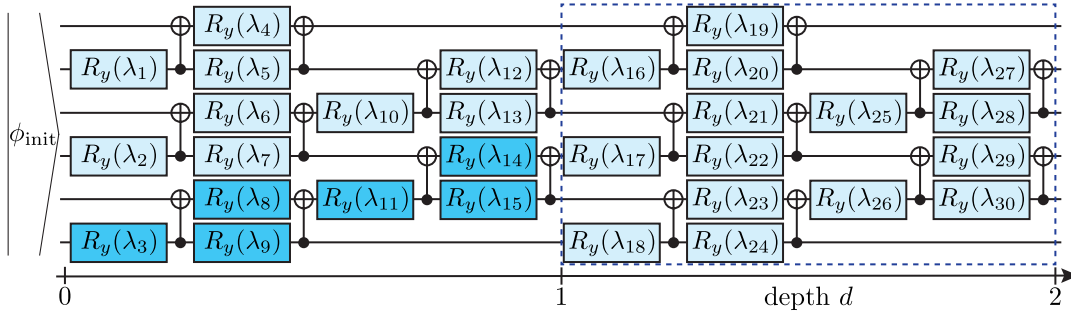 R_y(λ_4) R_y(λ_19)
R_y(λ_1) R_y(λ_5) R_y(λ_12) R_y(λ_16) R_y(λ_20) R_y(λ_27)
R_y(λ_6) R_y(λ_10) R_y(λ_13) R_y(λ_21) R_y(λ_25) R_y(λ_28)
ϕ_init
R_y(λ_2) R_y(λ_7) R_y(λ_14) R_y(λ_17) R_y(λ_22) R_y(λ_29)
R_y(λ_8) R_y(λ_11) R_y(λ_15) R_y(λ_23) R_y(λ_26) R_y(λ_30)
R_y(λ_3) R_y(λ_9) R_y(λ_18) R_y(λ_24)
0 1 depth d 2